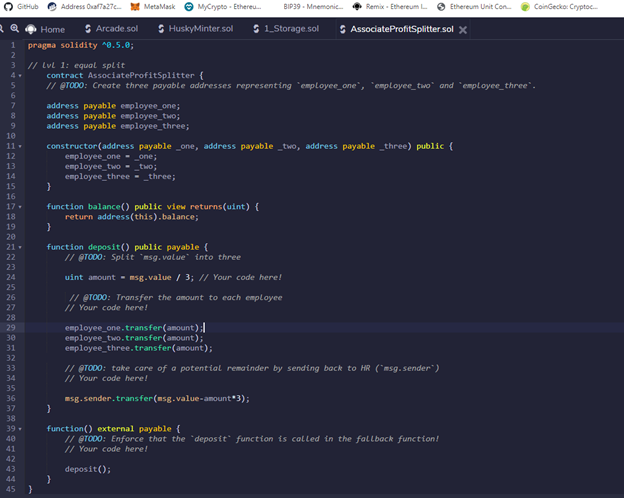 GitHub Address 0xaf7a27c... MetaMask MyCrypto - Ethereu... BIP39 - Mnemonic... Remix - Ethereum I... Ethereum Unit Con... CoinGecko: Cryptoc...
Home Arcade.sol HuskyMinter.sol 1_Storage.sol AssociateProfitSplitter.sol
1 pragma solidity ^0.5.0;
2
3 // lvl 1: equal split
4 contract AssociateProfitSplitter {
5 // @TODO: Create three payable addresses representing `employee_one`, `employee_two` and `employee_three`.
6
7 address payable employee_one;
8 address payable employee_two;
9 address payable employee_three;
10
11 constructor(address payable _one, address payable _two, address payable _three) public {
12 employee_one = _one;
13 employee_two = _two;
14 employee_three = _three;
15 }
16
17 function balance() public view returns(uint) {
18 return address(this).balance;
19 }
20
21 function deposit() public payable {
22 // @TODO: Split `msg.value` into three
23
24 uint amount = msg.value / 3; // Your code here!
25
26 // @TODO: Transfer the amount to each employee
27 // Your code here!
28
29 employee_one.transfer(amount);
30 employee_two.transfer(amount);
31 employee_three.transfer(amount);
32
33 // @TODO: take care of a potential remainder by sending back to HR (`msg.sender`)
34 // Your code here!
35
36 msg.sender.transfer(msg.value-amount*3);
37 }
38
39 function() external payable {
40 // @TODO: Enforce that the `deposit` function is called in the fallback function!
41 // Your code here!
42
43 deposit();
44 }
45 }